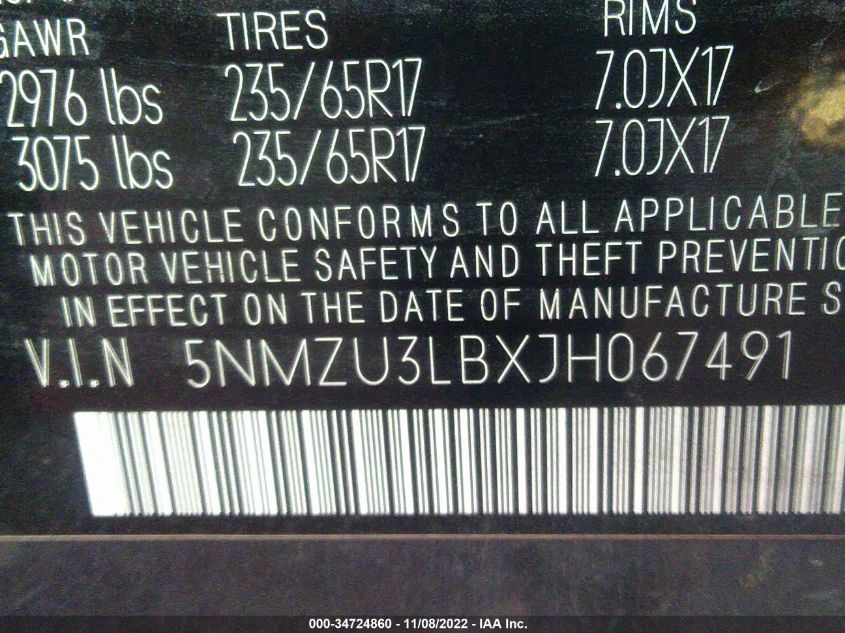 GAWR TIRES RIMS
2976 lbs 235/65R17 7.0JX17
3075 lbs 235/65R17 7.0JX17
THIS VEHICLE CONFORMS TO ALL APPLICABLE
MOTOR VEHICLE SAFETY AND THEFT PREVENTIO
IN EFFECT ON THE DATE OF MANUFACTURE S
V.I.N 5NMZU3LBXJH067491
000-34724860 — 11/08/2022 - IAA Inc.